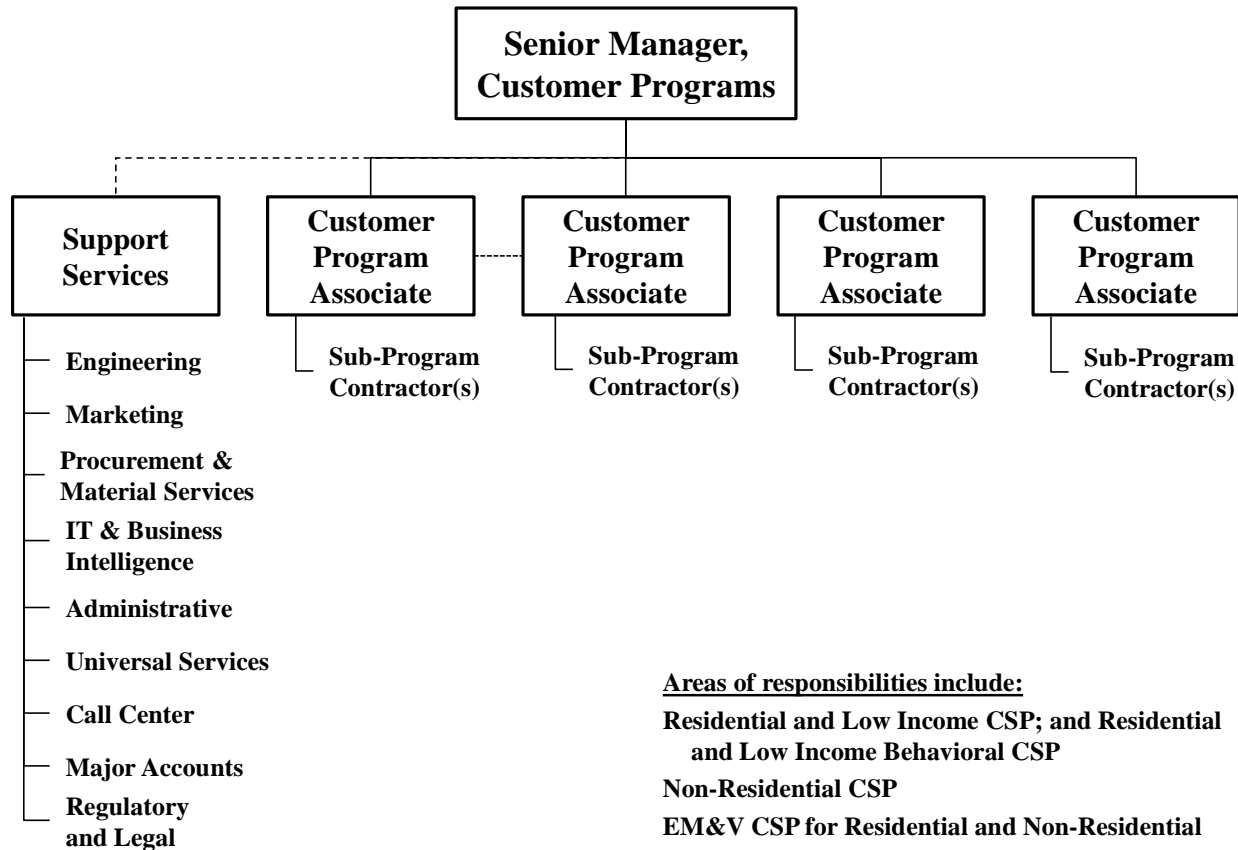 Senior Manager,
Customer Programs
Support
Services
Customer
Program
Associate
Customer
Program
Associate
Customer
Program
Associate
Customer
Program
Associate
Engineering
Marketing
Procurement &
Material Services
IT & Business
Intelligence
Administrative
Universal Services
Call Center
Major Accounts
Regulatory
and Legal
Sub-Program
Contractor(s)
Sub-Program
Contractor(s)
Sub-Program
Contractor(s)
Sub-Program
Contractor(s)
Areas of responsibilities include:
Residential and Low Income CSP; and Residential
and Low Income Behavioral CSP
Non-Residential CSP
EM&V CSP for Residential and Non-Residential